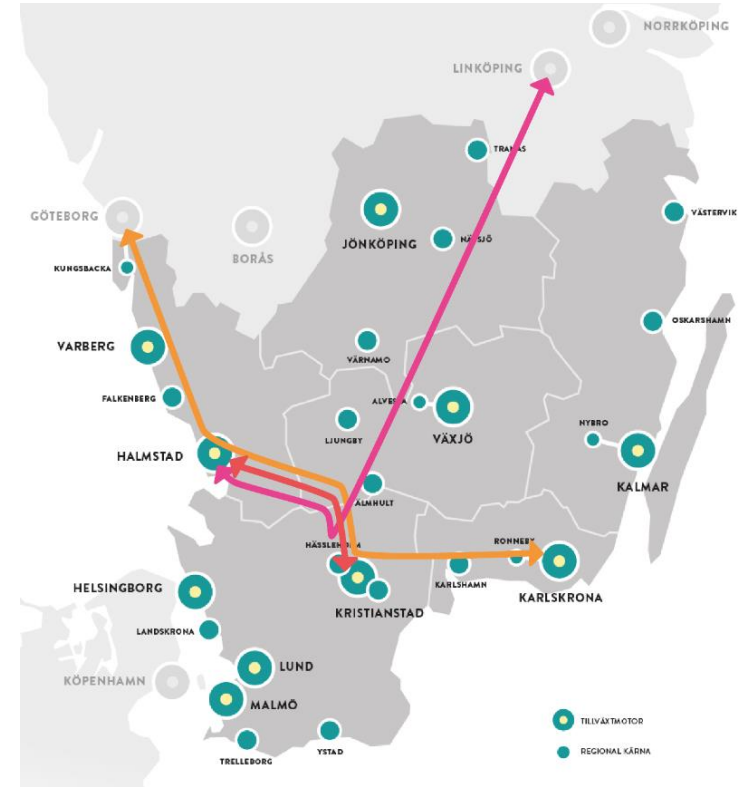 NORRKÖPING
LINKÖPING
TRANÅS
GÖTEBORG
BORÅS
JÖNKÖPING
NÄSSJÖ
VÄSTERVIK
KUNGSBACKA
VARBERG
VÄRNAMO
OSKARSHAMN
FALKENBERG
ALVESTA
LJUNGBY
VÄXJÖ
NYBRO
HALMSTAD
KALMAR
ÄLMHULT
HÄSSLEHOLM
RONNEBY
KARLSHAMN
KARLSKRONA
HELSINGBORG
KRISTIANSTAD
LANDSKRONA
LUND
KÖPENHAMN
MALMÖ
TILLVÄXTMOTOR
YSTAD
REGIONAL KÄRNA
TRELLEBORG